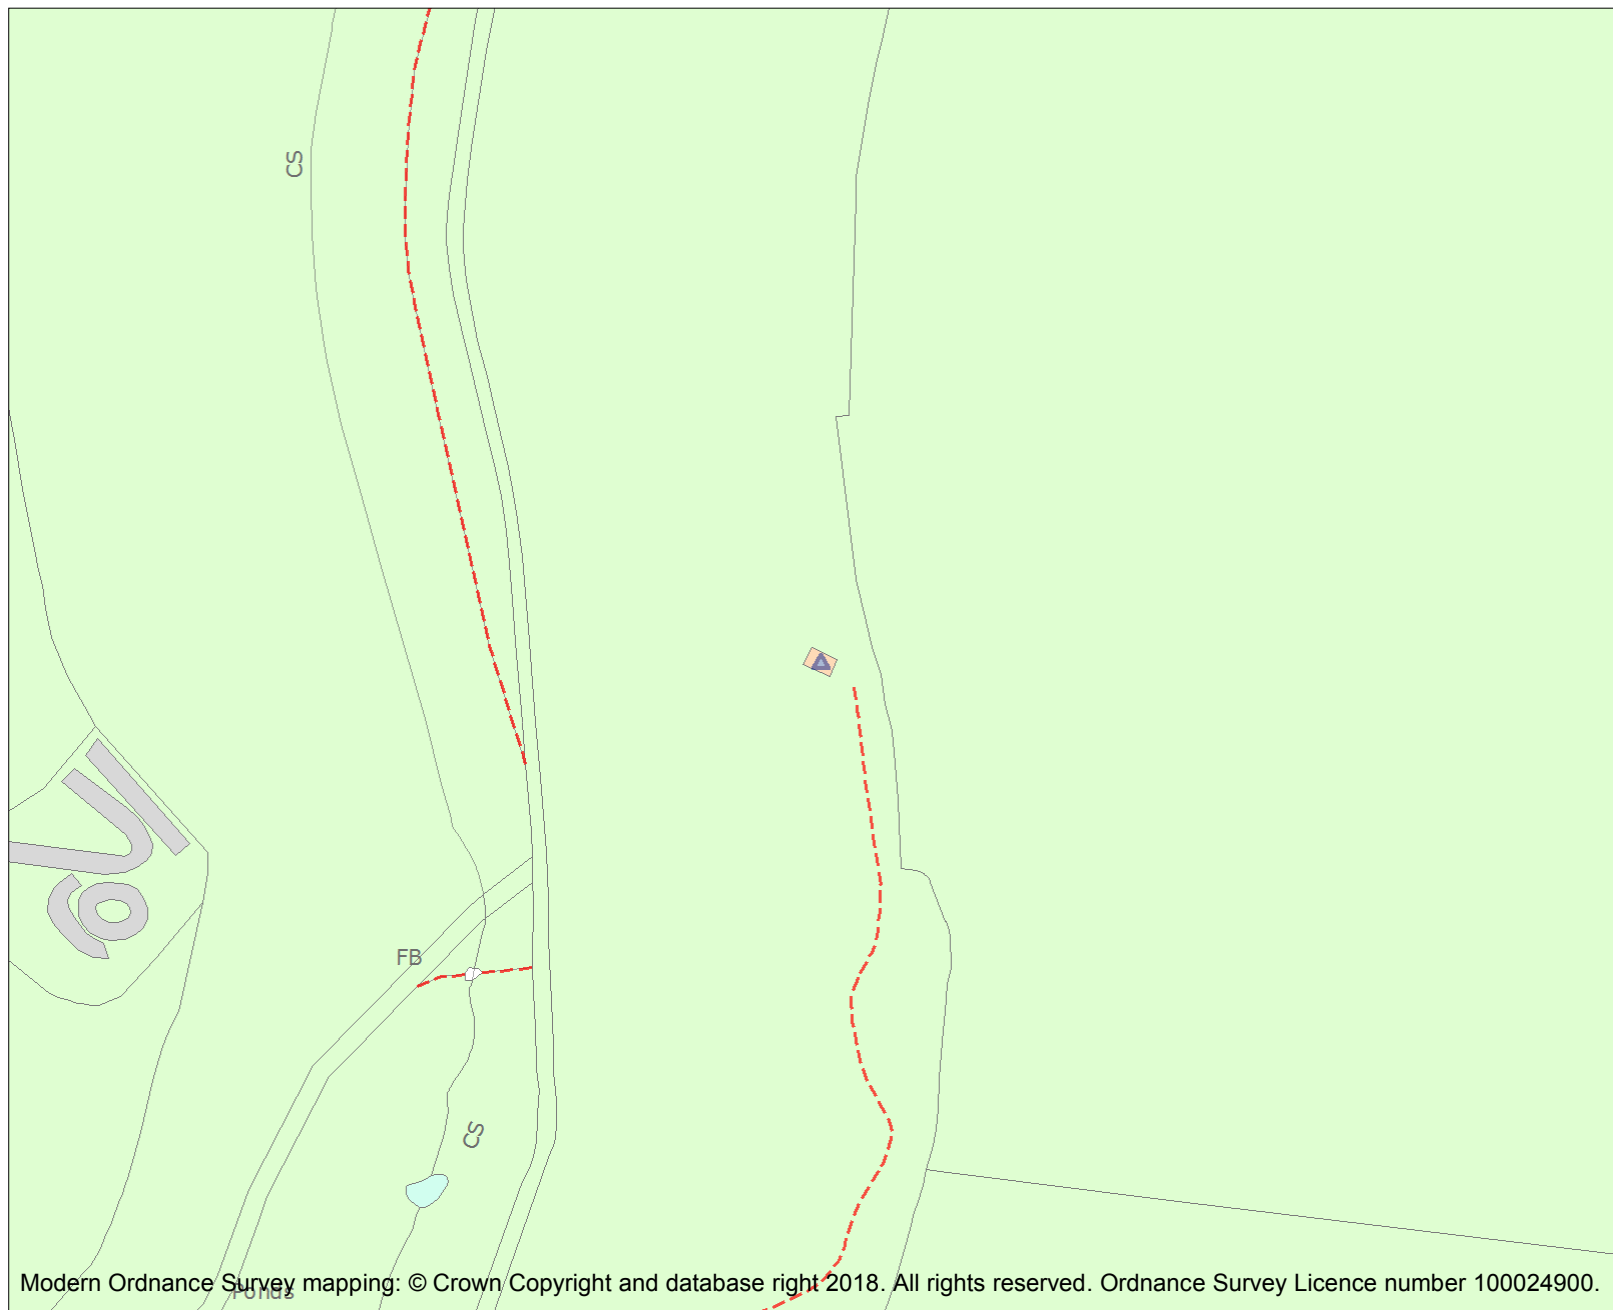 CS
FB
CS
Ponds
Modern Ordnance Survey mapping: © Crown Copyright and database right 2018. All rights reserved. Ordnance Survey Licence number 100024900.